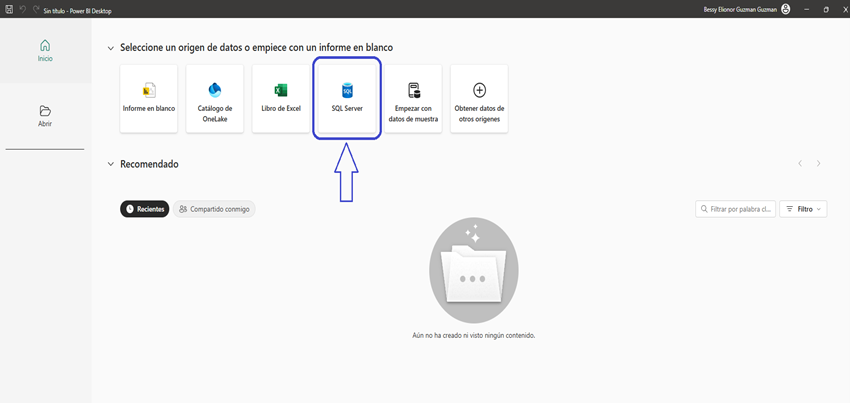 Sin título - Power BI Desktop
Bessy Elionor Guzman Guzman
Inicio
Abrir
Seleccione un origen de datos o empiece con un informe en blanco
Informe en blanco
Catálogo de
OneLake
Libro de Excel
SQL
SQL Server
Empezar con
datos de muestra
Obtener datos de
otros orígenes
Recomendado
Recientes
Compartido conmigo
Filtrar por palabra cl...
Filtro
Aún no ha creado ni visto ningún contenido.